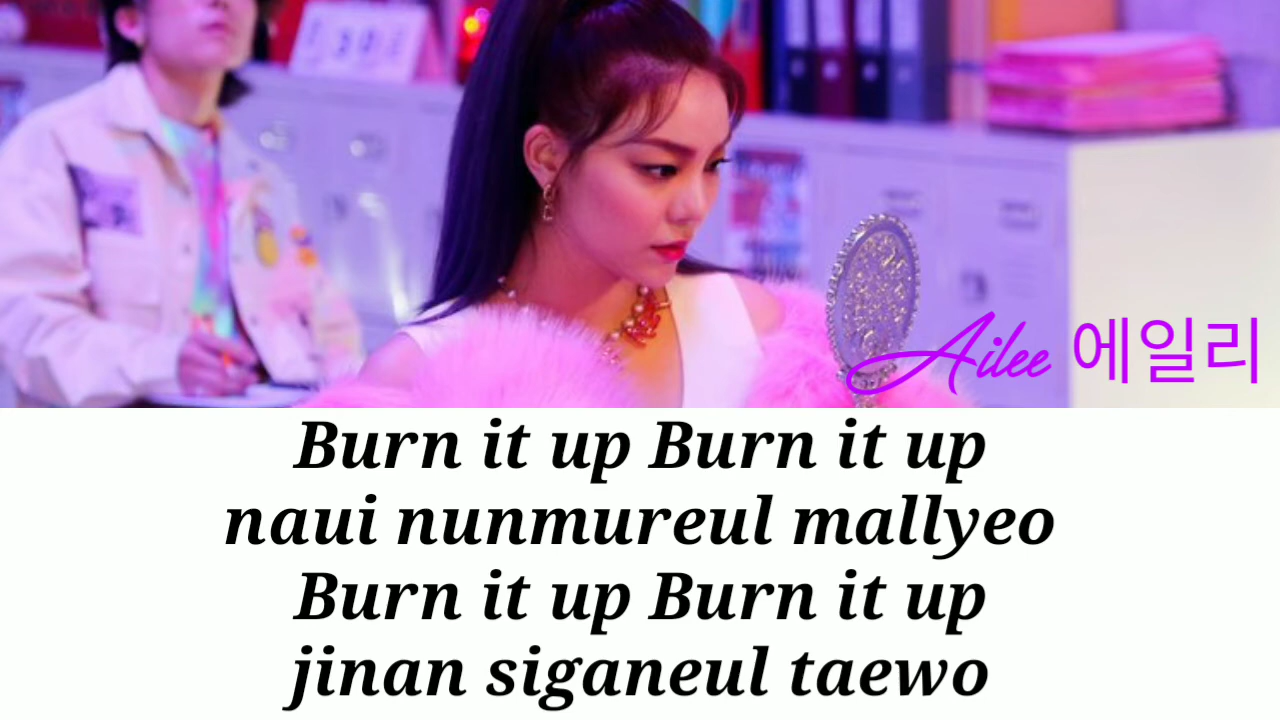 Ailee 에일리
Burn it up Burn it up
naui nunmureul mallyeo
Burn it up Burn it up
jinan siganeul taewo